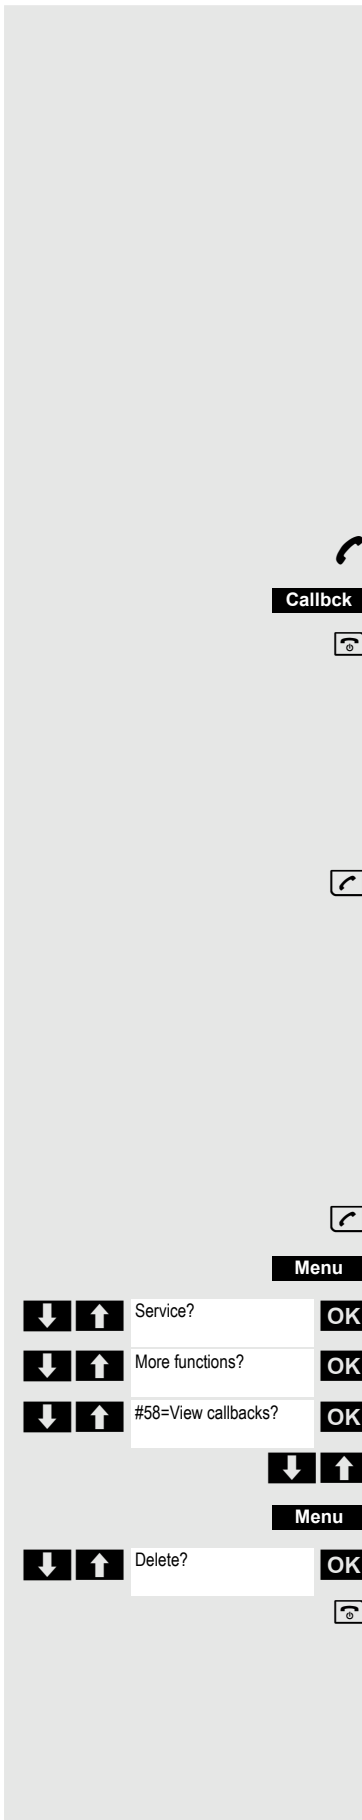 Callbck
Menu
Service? OK
More functions? OK
#58=View callbacks? OK
Menu
Delete? OK